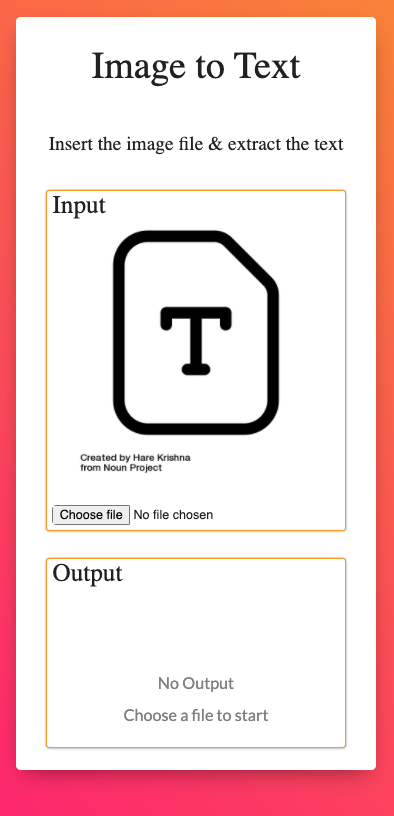 Image to Text
Insert the image file & extract the text
Input
T
Created by Hare Krishna
from Noun Project
Choose file No file chosen
Output
No Output
Choose a file to start